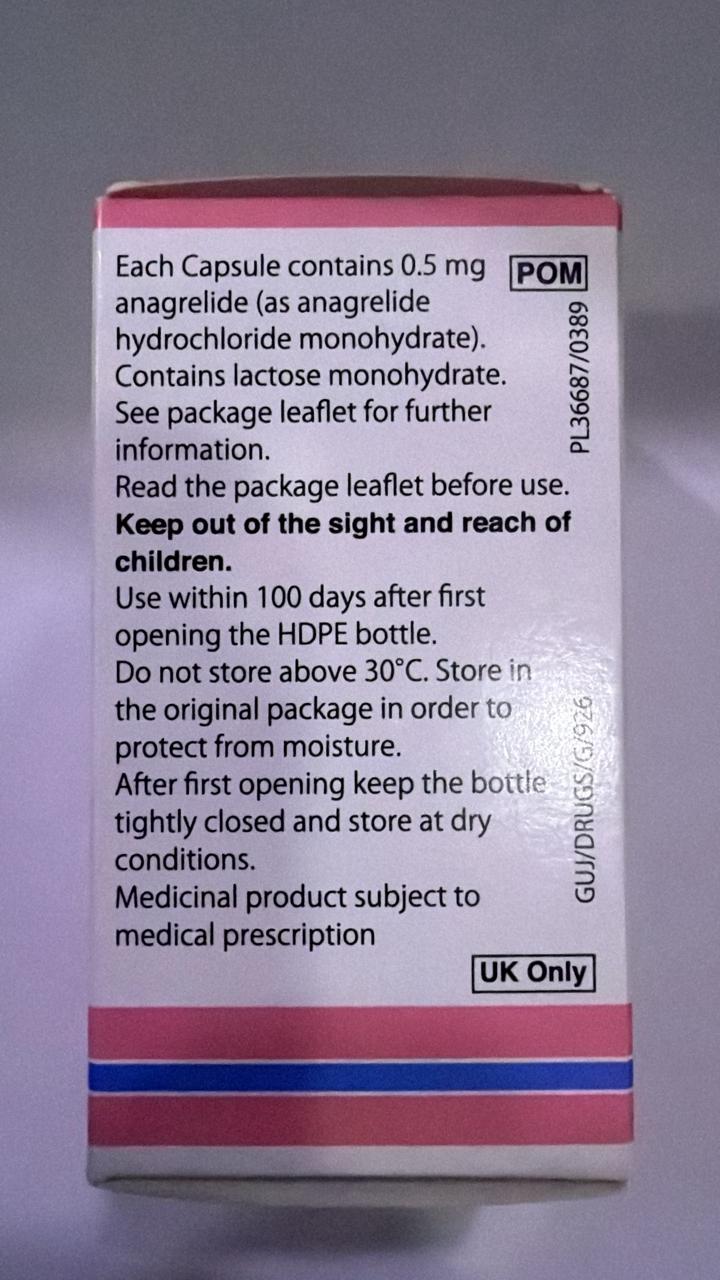 Each Capsule contains 0.5 mg
anagrelide (as anagrelide
hydrochloride monohydrate).
Contains lactose monohydrate.
See package leaflet for further
information.
Read the package leaflet before use.
Keep out of the sight and reach of
children.
Use within 100 days after first
opening the HDPE bottle.
Do not store above 30°C. Store in
the original package in order to
protect from moisture.
After first opening keep the bottle
tightly closed and store at dry
conditions.
Medicinal product subject to
medical prescription
POM
PL36687/0389
GUJ/DRUGS/G/926
UK Only